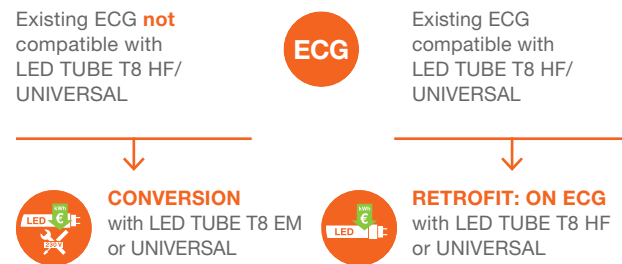 Existing ECG not
compatible with
LED TUBE T8 HF/
UNIVERSAL
ECG
Existing ECG
compatible with
LED TUBE T8 HF/
UNIVERSAL
kWh
€
LED
230V
CONVERSION
with LED TUBE T8 EM
or UNIVERSAL
kWh
€
LED
RETROFIT: ON ECG
with LED TUBE T8 HF
or UNIVERSAL